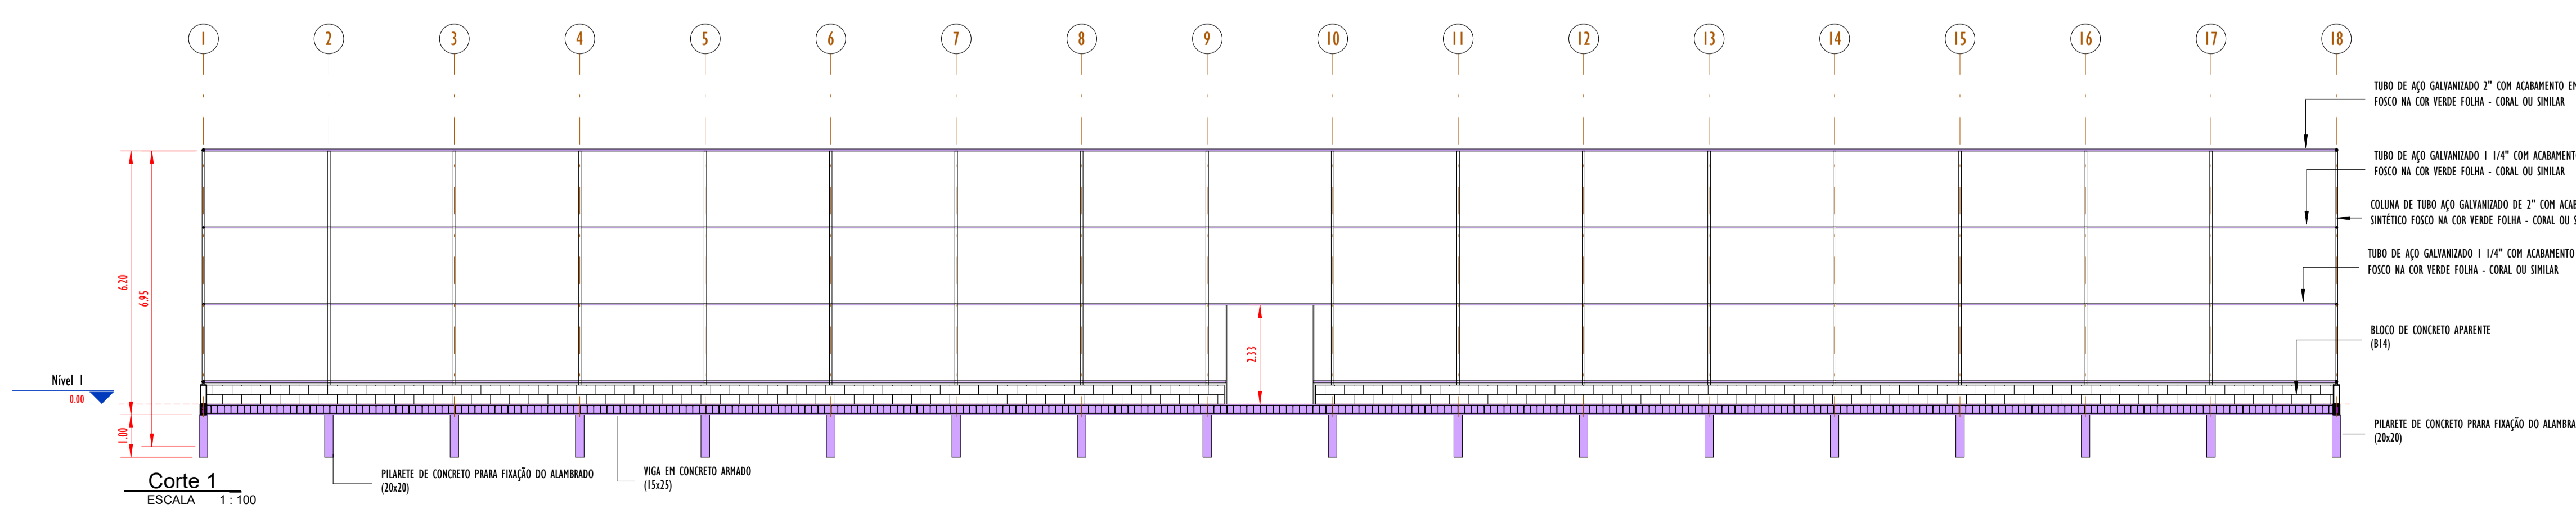 1 2 3 4 5 6 7 8 9 10 11 12 13 14 15 16 17 18
TUBO DE AÇO GALVANIZADO 2" COM ACABAMENTO
FOSCO NA COR VERDE FOLHA - CORAL OU SIMILAR
TUBO DE AÇO GALVANIZADO 1 1/4" COM ACABAMENT
FOSCO NA COR VERDE FOLHA - CORAL OU SIMILAR
COLUNA DE TUBO AÇO GALVANIZADO DE 2" COM ACAB
SINTÉTICO FOSCO NA COR VERDE FOLHA - CORAL OU S
TUBO DE AÇO GALVANIZADO 1 1/4" COM ACABAMENTO
FOSCO NA COR VERDE FOLHA - CORAL OU SIMILAR
6.20
6.95
2.33
BLOCO DE CONCRETO APARENTE
(B14)
Nível 1
0.00
1.00
PILARETE DE CONCRETO PRARA FIXAÇÃO DO ALAMBRA
(20x20)
PILARETE DE CONCRETO PRARA FIXAÇÃO DO ALAMBRADO
(20x20)
VIGA EM CONCRETO ARMADO
(15x25)
Corte 1
ESCALA 1 : 100